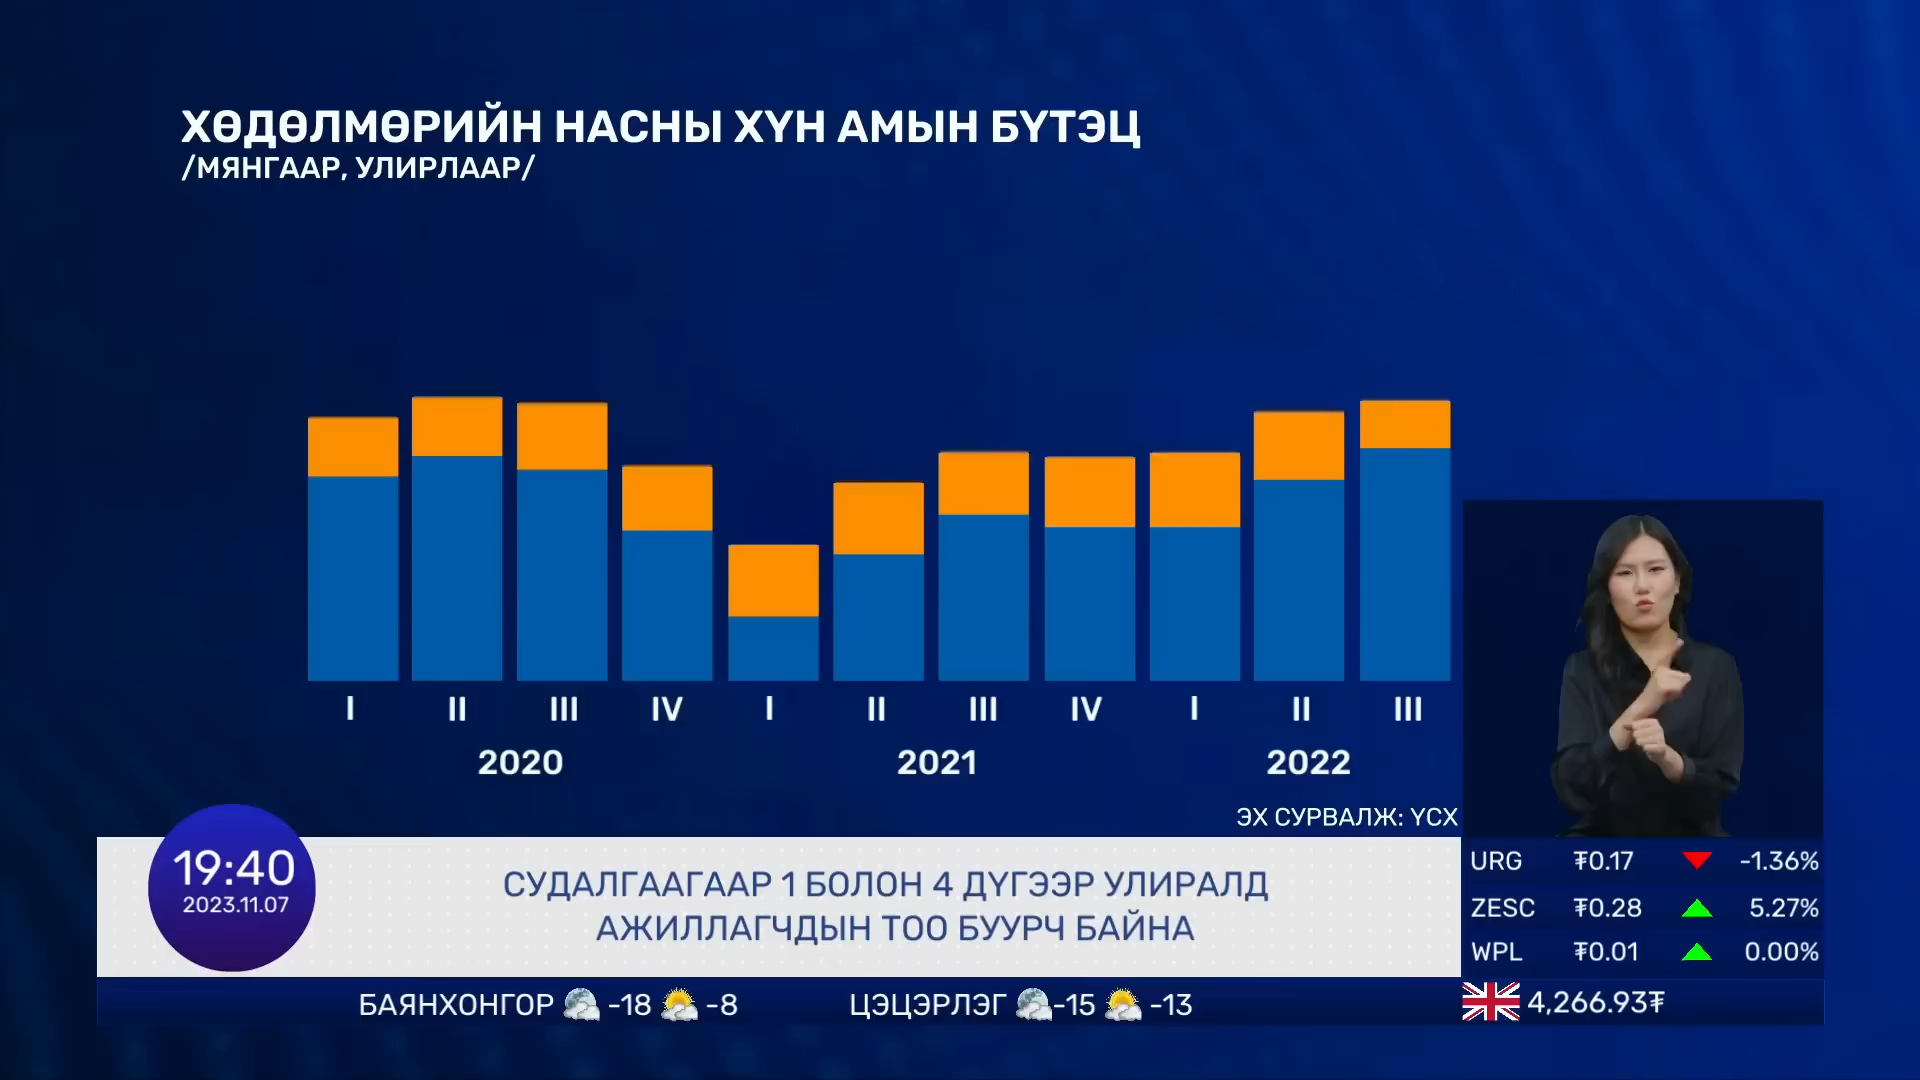 ХӨДӨЛМӨРИЙН НАСНЫ ХҮН АМЫН БҮТЭЦ
/МЯНГААР, УЛИРЛААР/
I II III IV I II III IV I II III
2020 2021 2022
ЭХ СУРВАЛЖ: ҮСХ
19:40
2023.11.07
СУДАЛГААГААР 1 БОЛОН 4 ДҮГЭЭР УЛИРАЛД
АЖИЛЛАГЧДЫН ТОО БУУРЧ БАЙНА
URG ₮0.17 -1.36%
ZESC ₮0.28 5.27%
WPL ₮0.01 0.00%
БАЯНХОНГОР -18 -8 ЦЭЦЭРЛЭГ -15 -13
4,266.93₮